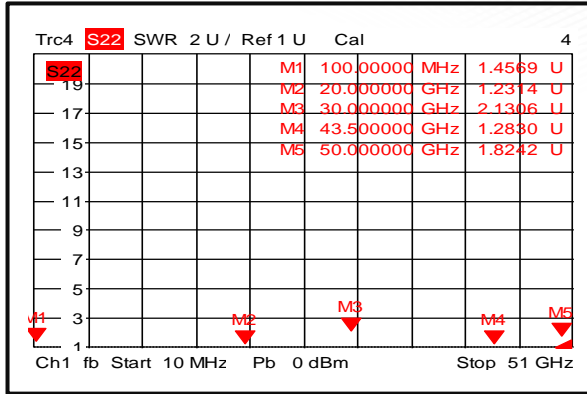 Trc4 S22 SWR 2 U / Ref 1 U Cal 4
S22
M1 100.00000 MHz 1.4569 U
19
M2 20.000000 GHz 1.2314 U
17
M3 30.000000 GHz 2.1306 U
M4 43.500000 GHz 1.2830 U
15
M5 50.000000 GHz 1.8242 U
13
11
9
7
5
M1 3 M2 M3 M4 M5
1
Ch1 fb Start 10 MHz Pb 0 dBm Stop 51 GHz